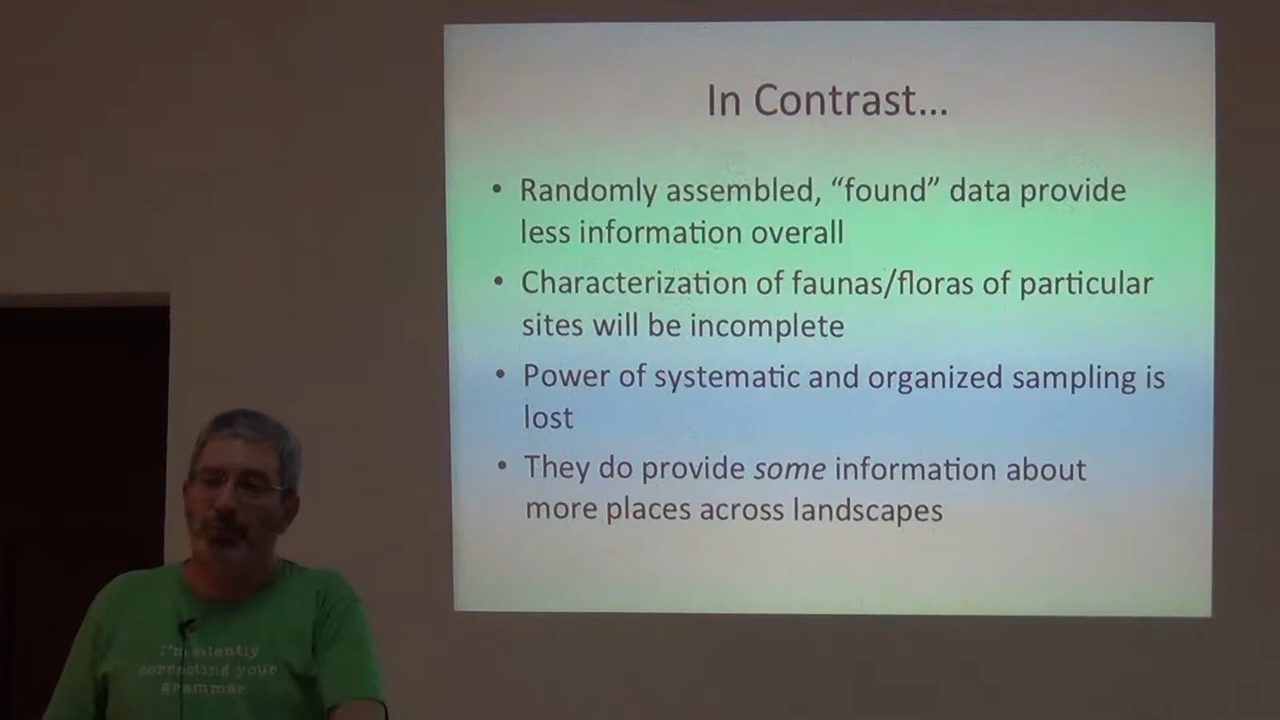 In Contrast...
• Randomly assembled, “found” data provide
less information overall
• Characterization of faunas/floras of particular
sites will be incomplete
• Power of systematic and organized sampling is
lost
• They do provide some information about
more places across landscapes
I'm silently
correcting your
grammar